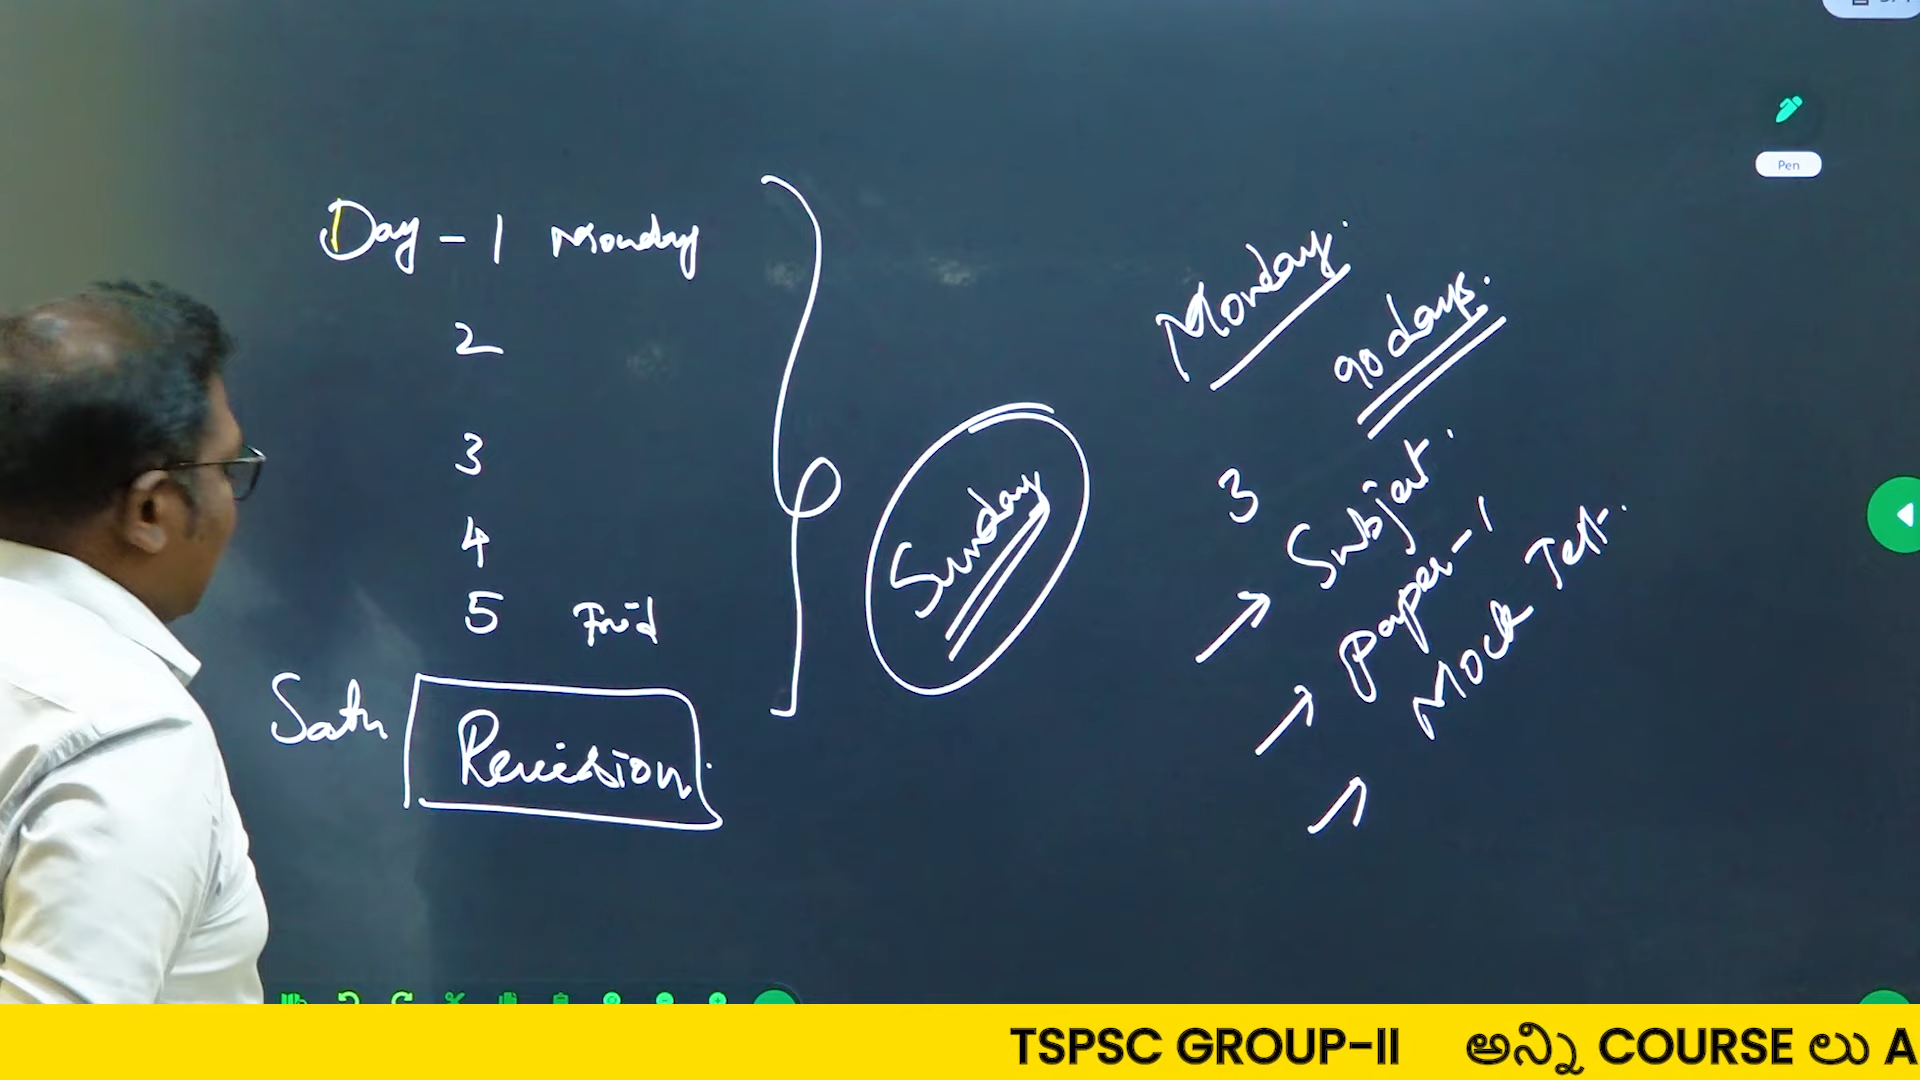 Day - 1 Monday
2
3
4
5 Frid
Satu Revision.
Sunday
Monday.
90 days.
3 Subject.
Paper-1
Mock Test.
Pen
TSPSC GROUP-II అన్ని COURSE లు A